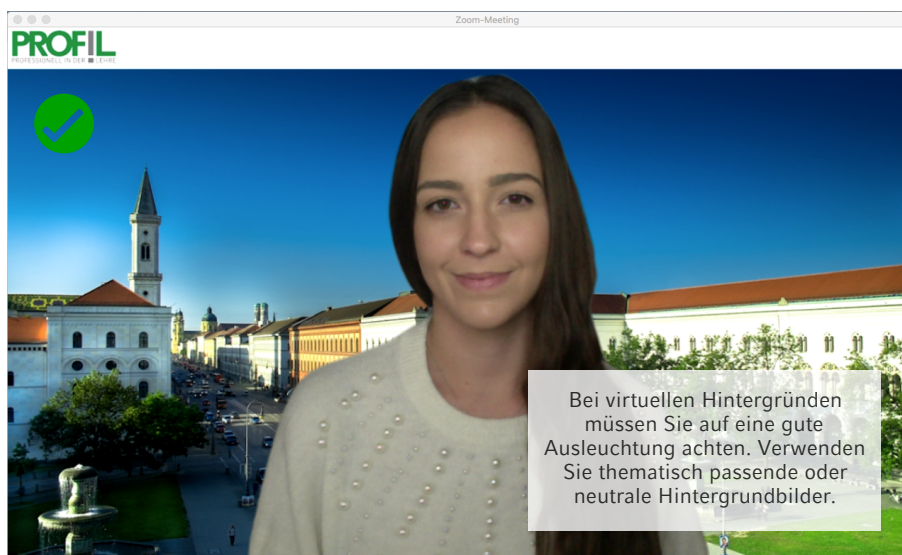 Zoom-Meeting
PROFIL
PROFESSIONELL IN DER LEHRE
Bei virtuellen Hintergründen
müssen Sie auf eine gute
Ausleuchtung achten. Verwenden
Sie thematisch passende oder
neutrale Hintergrundbilder.